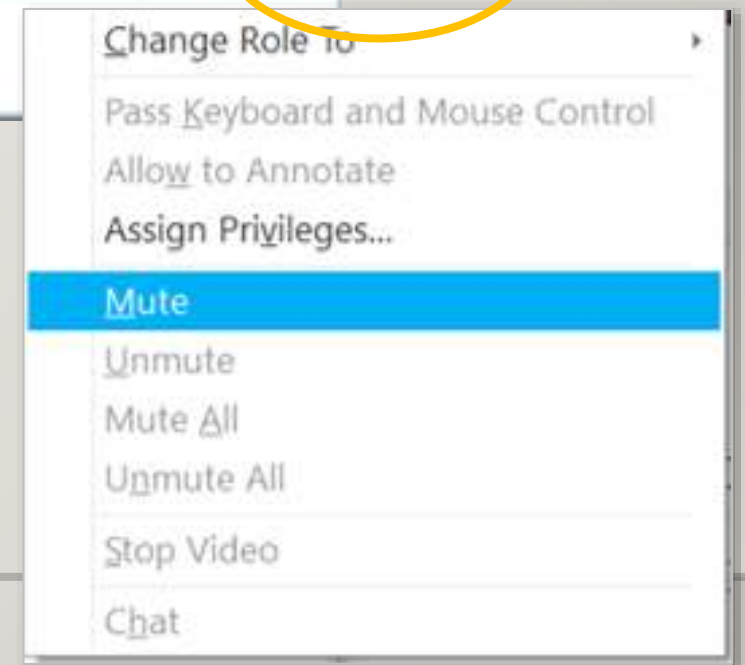 Change Role To
Pass Keyboard and Mouse Control
Allow to Annotate
Assign Privileges...
Mute
Unmute
Mute All
Unmute All
Stop Video
Chat